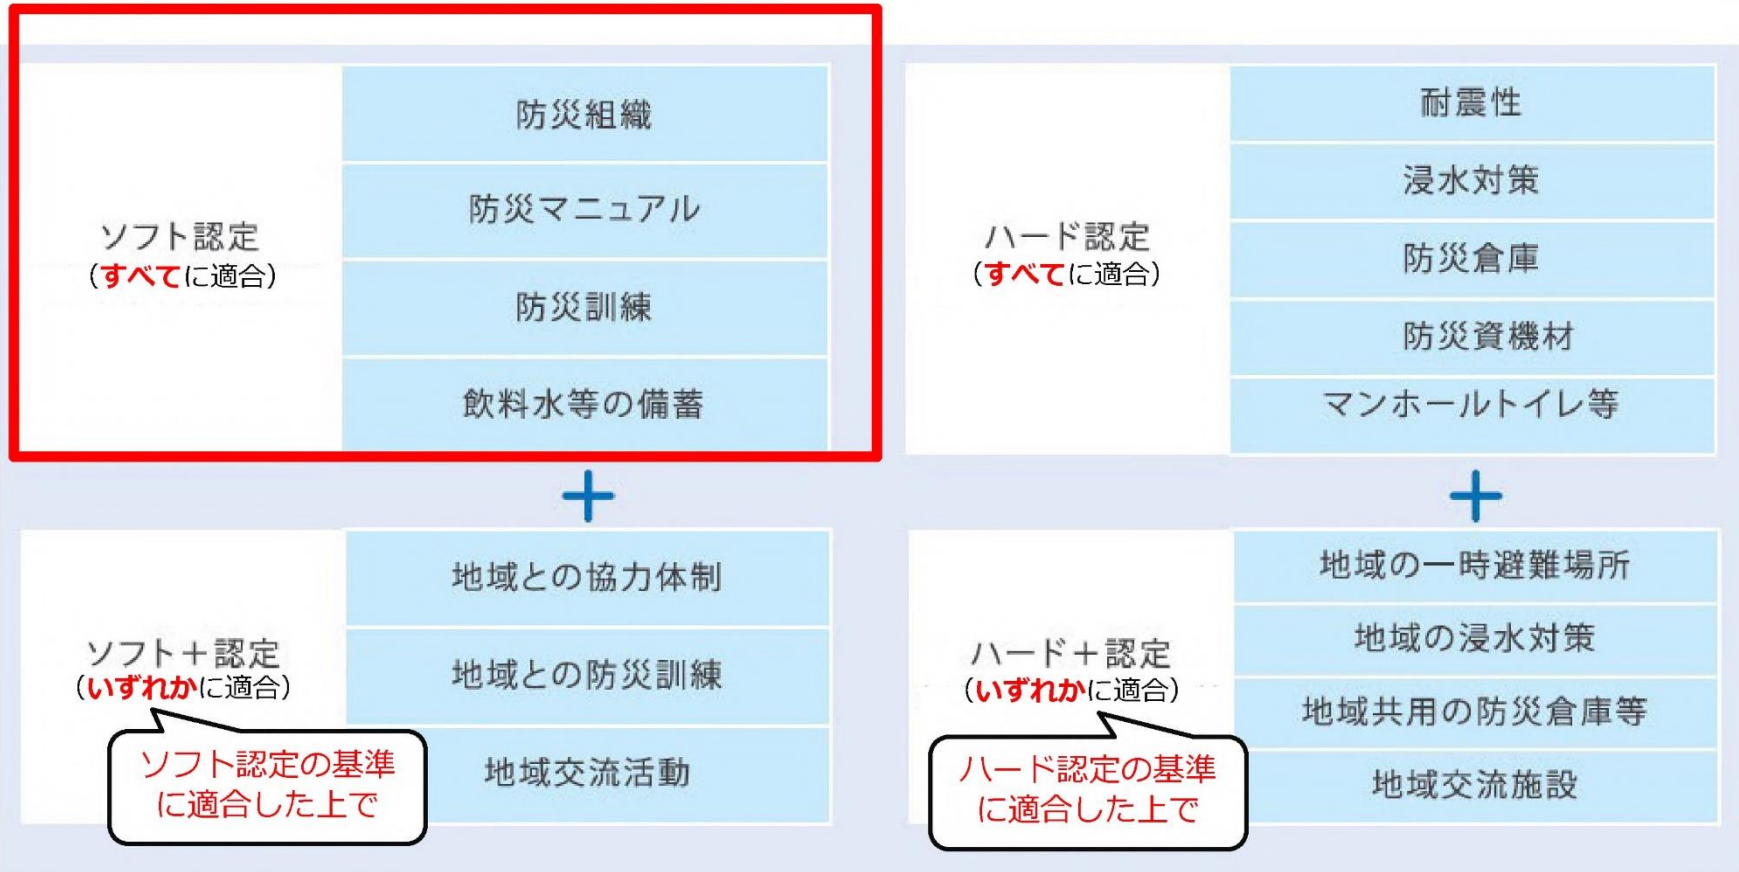 ソフト認定
（すべてに適合）
防災組織
防災マニュアル
防災訓練
飲料水等の備蓄
ハード認定
（すべてに適合）
耐震性
浸水対策
防災倉庫
防災資機材
マンホールトイレ等
+
+
ソフト＋認定
（いずれかに適合）
ソフト認定の基準
に適合した上で
地域との協力体制
地域との防災訓練
地域交流活動
ハード＋認定
（いずれかに適合）
ハード認定の基準
に適合した上で
地域の一時避難場所
地域の浸水対策
地域共用の防災倉庫等
地域交流施設